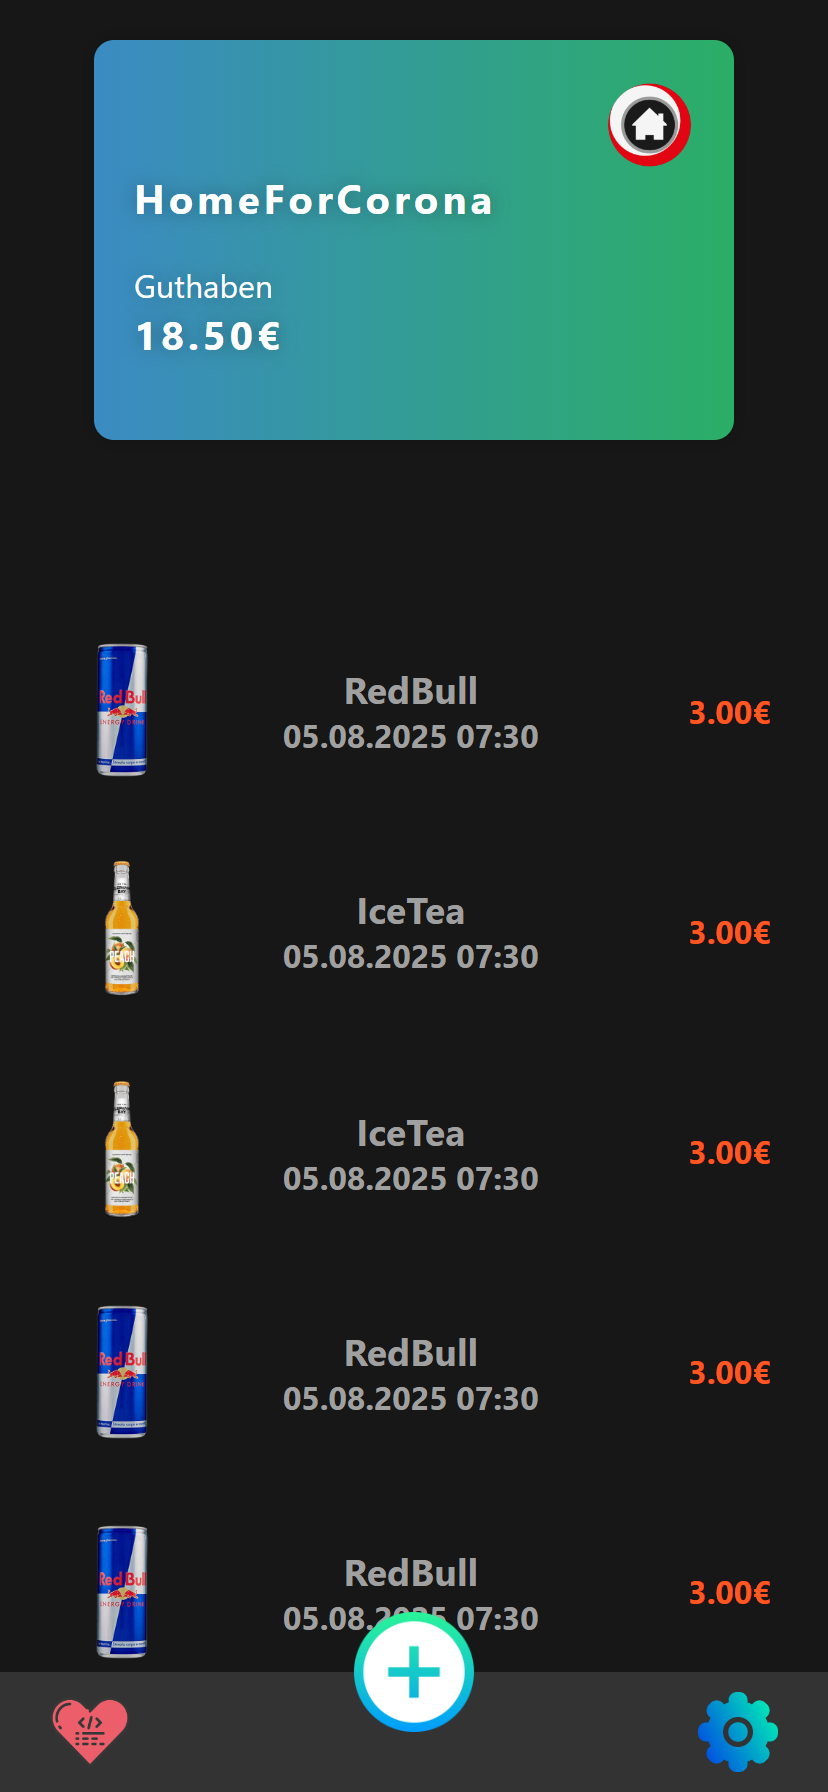 HomeForCorona
Guthaben
18.50€
Red Bull
ENERGY DRINK
RedBull
05.08.2025 07:30
3.00€
PEACH
IceTea
05.08.2025 07:30
3.00€
PEACH
IceTea
05.08.2025 07:30
3.00€
Red Bull
ENERGY DRINK
RedBull
05.08.2025 07:30
3.00€
Red Bull
ENERGY DRINK
RedBull
05.08.2025 07:30
3.00€